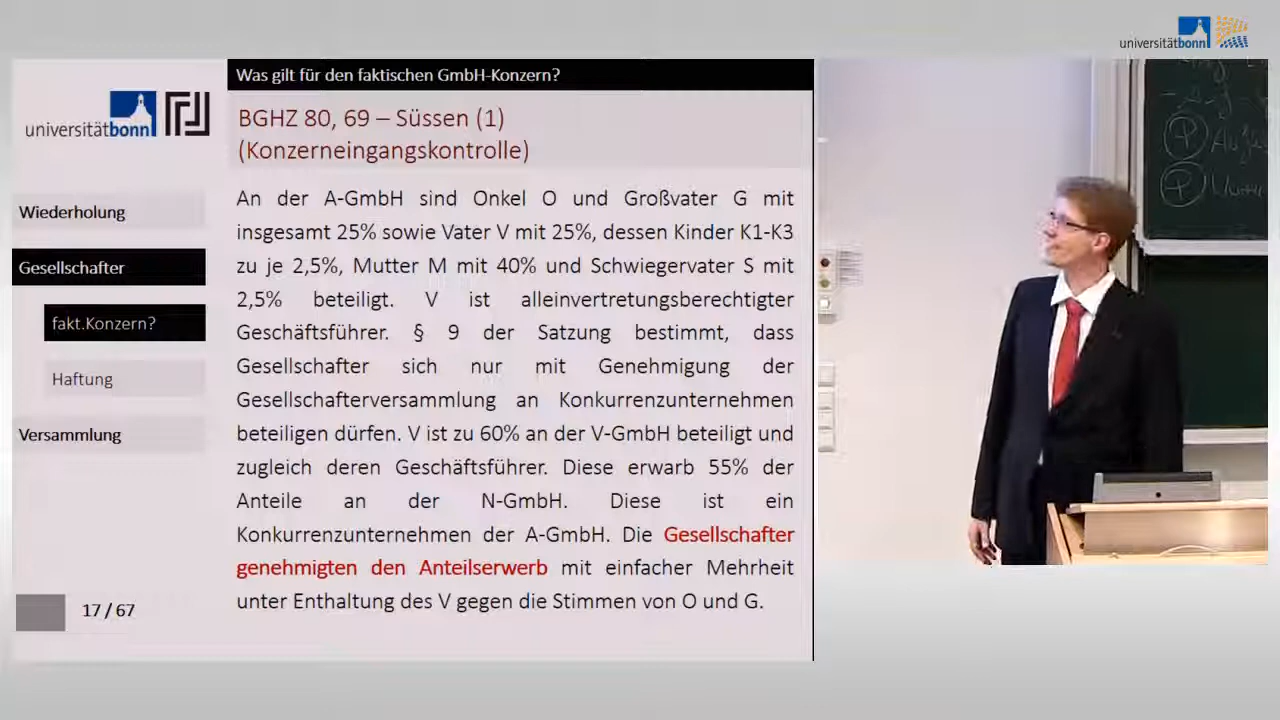 universitätbonn
universitätbonn
Wiederholung
Gesellschafter
fakt.Konzern?
Haftung
Versammlung
17 / 67
Was gilt für den faktischen GmbH-Konzern?
BGHZ 80, 69 – Süssen (1)
(Konzerneingangskontrolle)
An der A-GmbH sind Onkel O und Großvater G mit
insgesamt 25% sowie Vater V mit 25%, dessen Kinder K1-K3
zu je 2,5%, Mutter M mit 40% und Schwiegervater S mit
2,5% beteiligt. V ist alleinvertretungsberechtigter
Geschäftsführer. § 9 der Satzung bestimmt, dass
Gesellschafter sich nur mit Genehmigung der
Gesellschafterversammlung an Konkurrenzunternehmen
beteiligen dürfen. V ist zu 60% an der V-GmbH beteiligt und
zugleich deren Geschäftsführer. Diese erwarb 55% der
Anteile an der N-GmbH. Diese ist ein
Konkurrenzunternehmen der A-GmbH. Die Gesellschafter
genehmigten den Anteilserwerb mit einfacher Mehrheit
unter Enthaltung des V gegen die Stimmen von O und G.